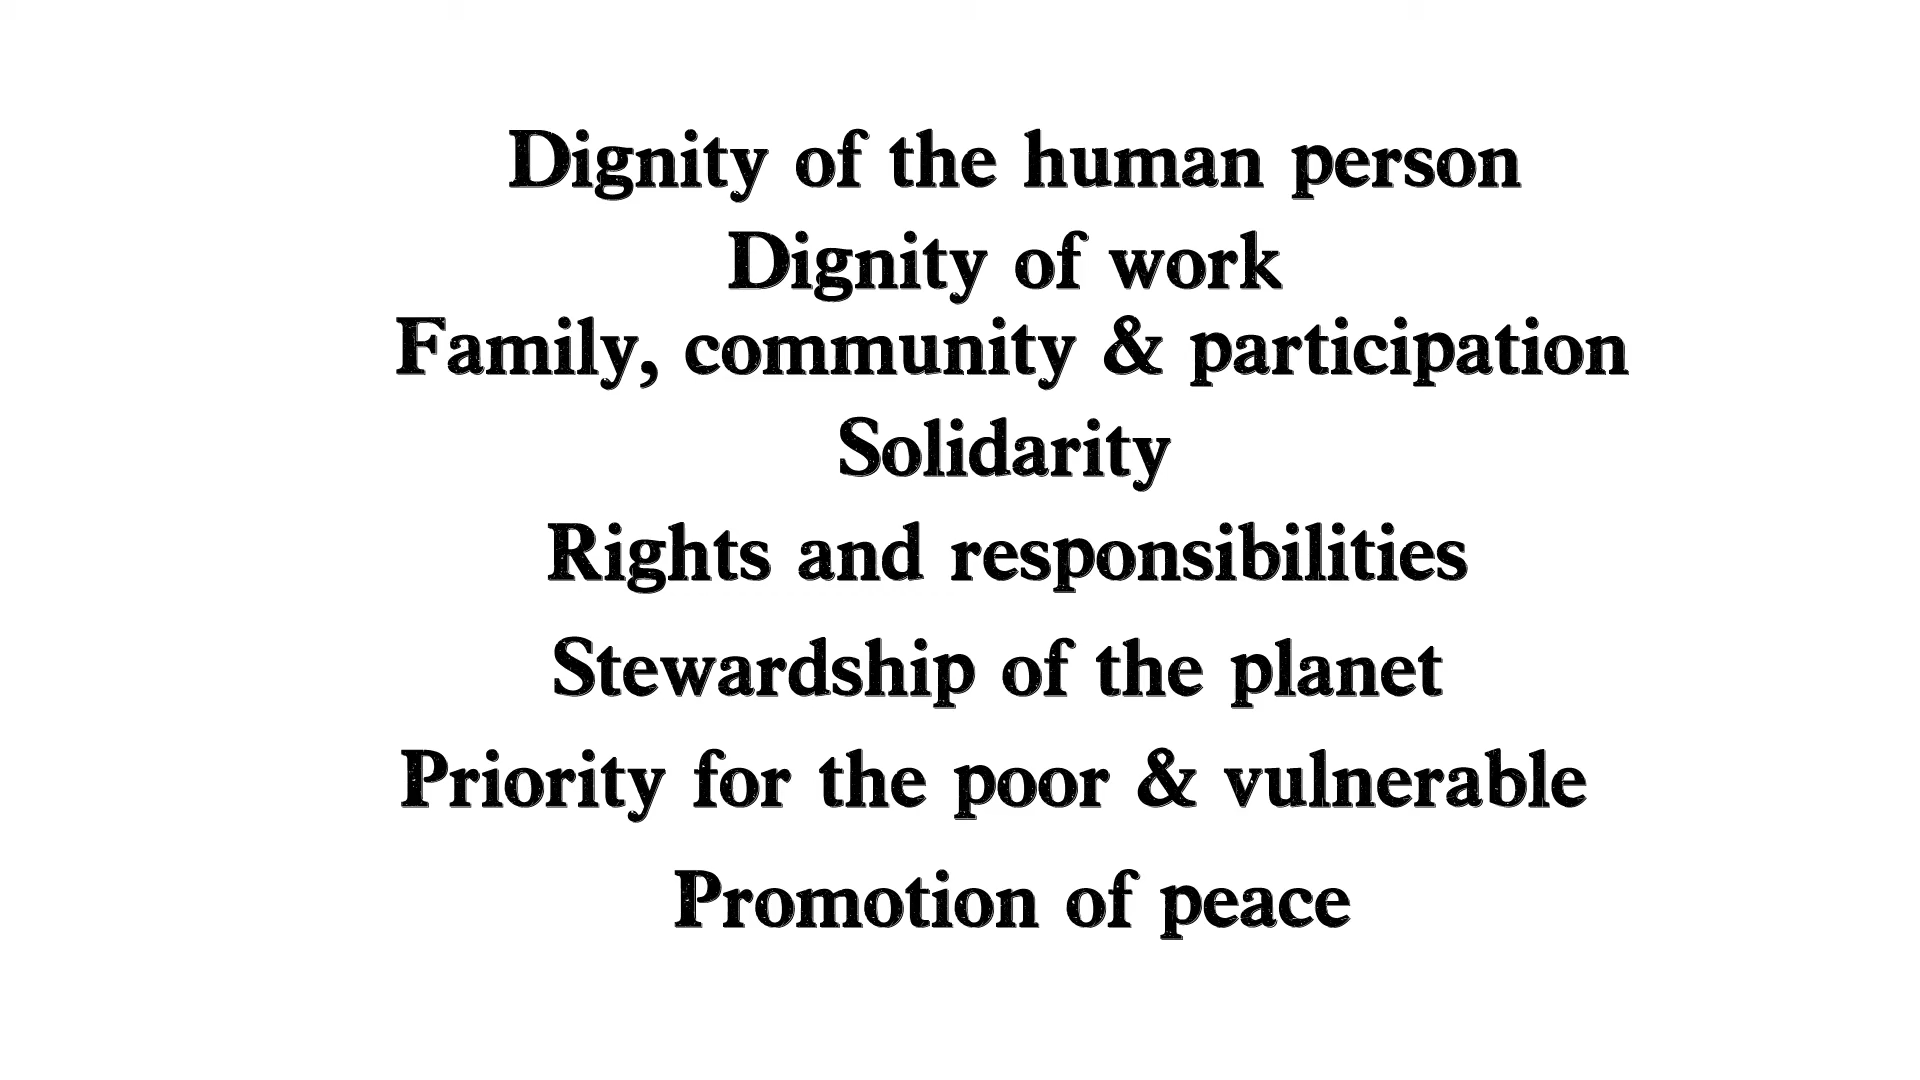 Dignity of the human person
Dignity of work
Family, community & participation
Solidarity
Rights and responsibilities
Stewardship of the planet
Priority for the poor & vulnerable
Promotion of peace